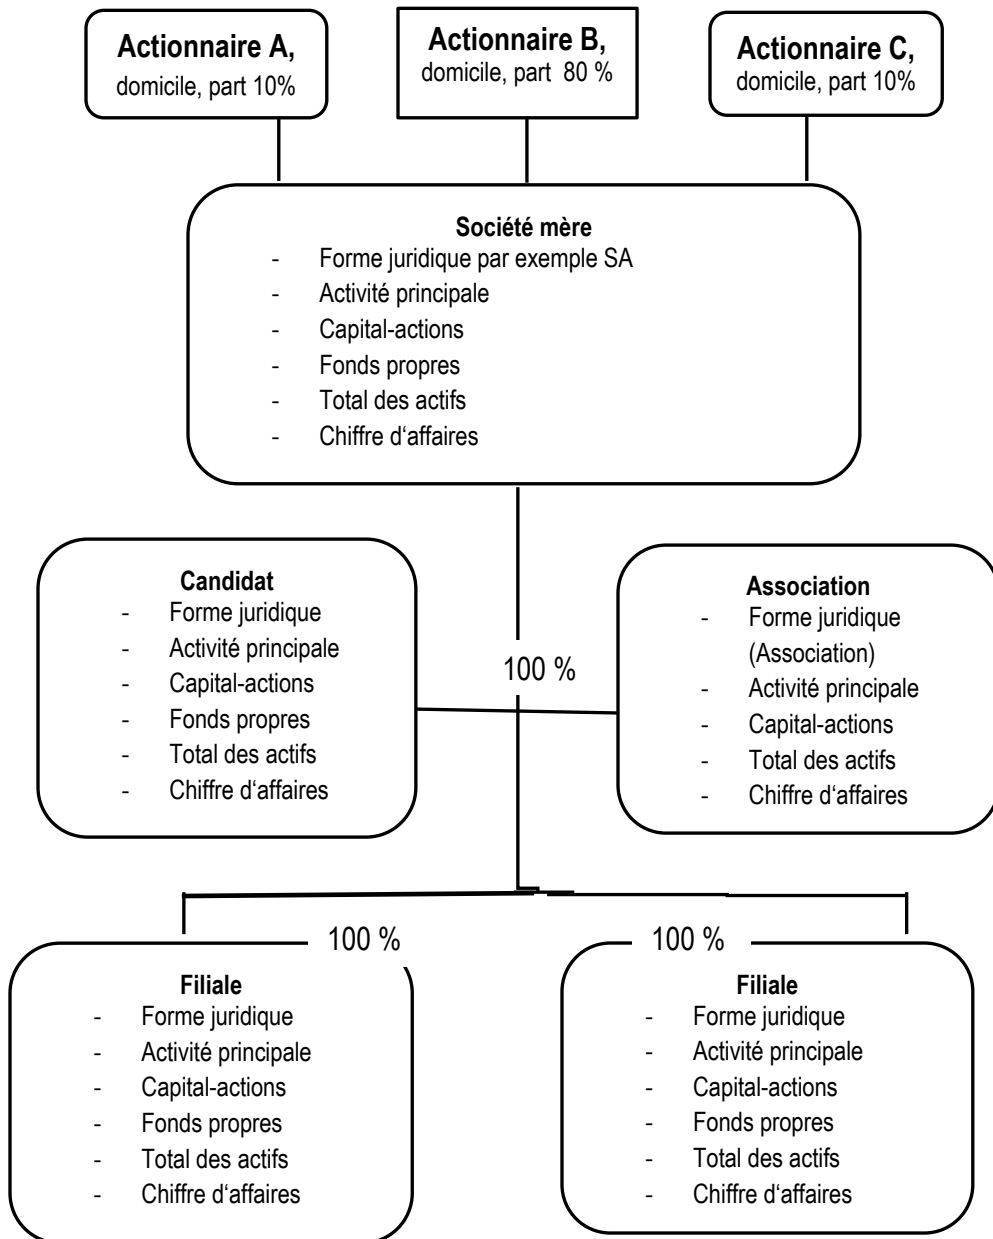 Actionnaire A,
domicile, part 10%
Actionnaire B,
domicile, part  80 %
Actionnaire C,
domicile, part 10%
Société mère
- Forme juridique par exemple SA
- Activité principale
- Capital-actions
- Fonds propres
- Total des actifs
- Chiffre d‘affaires
Candidat
- Forme juridique
- Activité principale
- Capital-actions
- Fonds propres
- Total des actifs
- Chiffre d‘affaires
100 %
Association
- Forme juridique
(Association)
- Activité principale
- Capital-actions
- Total des actifs
- Chiffre d‘affaires
100 %
Filiale
- Forme juridique
- Activité principale
- Capital-actions
- Fonds propres
- Total des actifs
- Chiffre d‘affaires
100 %
Filiale
- Forme juridique
- Activité principale
- Capital-actions
- Fonds propres
- Total des actifs
- Chiffre d‘affaires